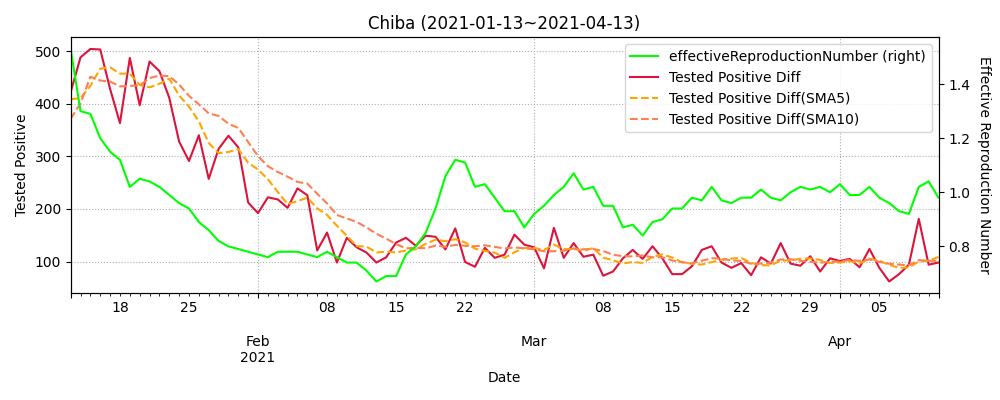 Chiba (2021-01-13~2021-04-13)
effectiveReproductionNumber (right)
Tested Positive Diff
Tested Positive Diff(SMA5)
Tested Positive Diff(SMA10)
Tested Positive
500
400
300
200
100
Effective Reproduction Number
1.4
1.2
1.0
0.8
18 25 08 15 22 08 15 22 29 05
Feb Mar Apr
2021
Date